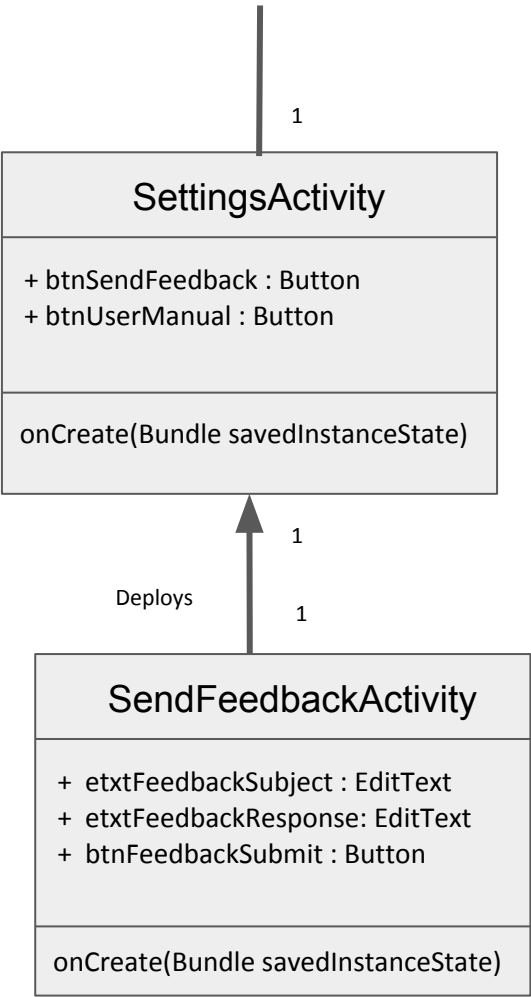 1
SettingsActivity
+ btnSendFeedback : Button
+ btnUserManual : Button
onCreate(Bundle savedInstanceState)
1
Deploys
1
SendFeedbackActivity
+ etxtFeedbackSubject : EditText
+ etxtFeedbackResponse: EditText
+ btnFeedbackSubmit : Button
onCreate(Bundle savedInstanceState)